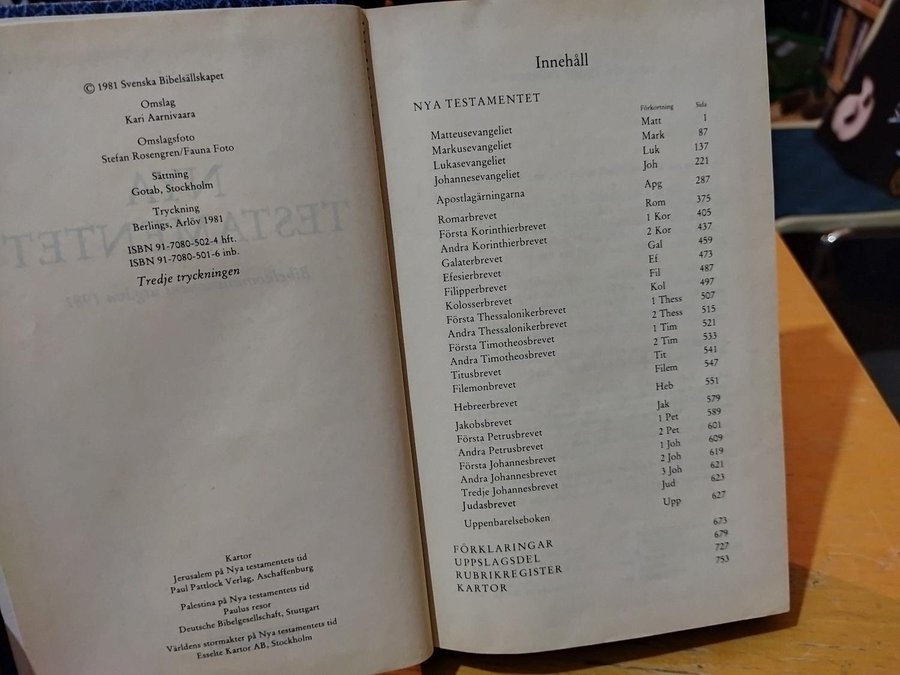 © 1981 Svenska Bibelsällskapet
Omslag
Kari Aarnivaara
Omslagsfoto
Stefan Rosengren/Fauna Foto
Sättning
Gotab, Stockholm
Tryckning
Berlings, Arlöv 1981
ISBN 91-7080-502-4 hft.
ISBN 91-7080-501-6 inb.
Tredje tryckningen
Kartor
Jerusalem på Nya testamentets tid
Paul Pattlock Verlag, Aschaffenburg
Palestina på Nya testamentets tid
Paulus resor
Deutsche Bibelgesellschaft, Stuttgart
Världens stormakter på Nya testamentets tid
Esselte Kartor AB, Stockholm
Innehåll
NYA TESTAMENTET Förkortning Sida
Matteusevangeliet Matt 1
Markusevangeliet Mark 87
Lukasevangeliet Luk 137
Johannesevangeliet Joh 221
Apostlagärningarna Apg 287
Romarbrevet Rom 375
Första Korinthierbrevet 1 Kor 405
Andra Korinthierbrevet 2 Kor 437
Galaterbrevet Gal 459
Efesierbrevet Ef 473
Filipperbrevet Fil 487
Kolosserbrevet Kol 497
Första Thessalonikerbrevet 1 Thess 507
Andra Thessalonikerbrevet 2 Thess 515
Första Timotheosbrevet 1 Tim 521
Andra Timotheosbrevet 2 Tim 533
Titusbrevet Tit 541
Filemonbrevet Filem 547
Hebreerbrevet Heb 551
Jakobsbrevet Jak 579
Första Petrusbrevet 1 Pet 589
Andra Petrusbrevet 2 Pet 601
Första Johannesbrevet 1 Joh 609
Andra Johannesbrevet 2 Joh 619
Tredje Johannesbrevet 3 Joh 621
Judasbrevet Jud 623
Uppenbarelseboken Upp 627
FÖRKLARINGAR 673
UPPSLAGSDEL 679
RUBRIKREGISTER 727
KARTOR 753